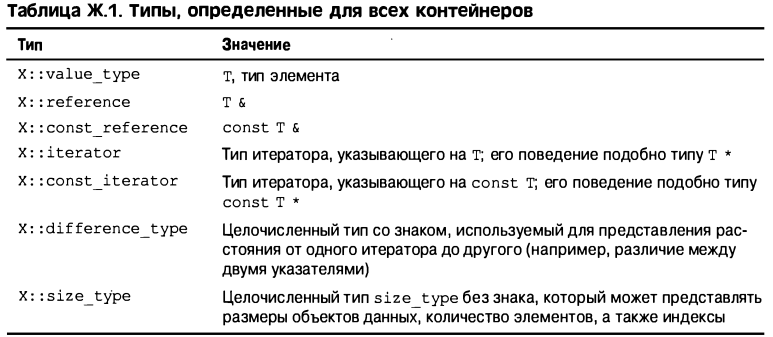 Таблица Ж.1. Типы, определенные для всех контейнеров
Тип Значение
X::value_type T, тип элемента
X::reference T &
X::const_reference const T &
X::iterator Тип итератора, указывающего на T; его поведение подобно типу T *
X::const_iterator Тип итератора, указывающего на const T; его поведение подобно типу
const T *
X::difference_type Целочисленный тип со знаком, используемый для представления рас-
стояния от одного итератора до другого (например, различие между
двумя указателями)
X::size_type Целочисленный тип size_type без знака, который может представлять
размеры объектов данных, количество элементов, а также индексы